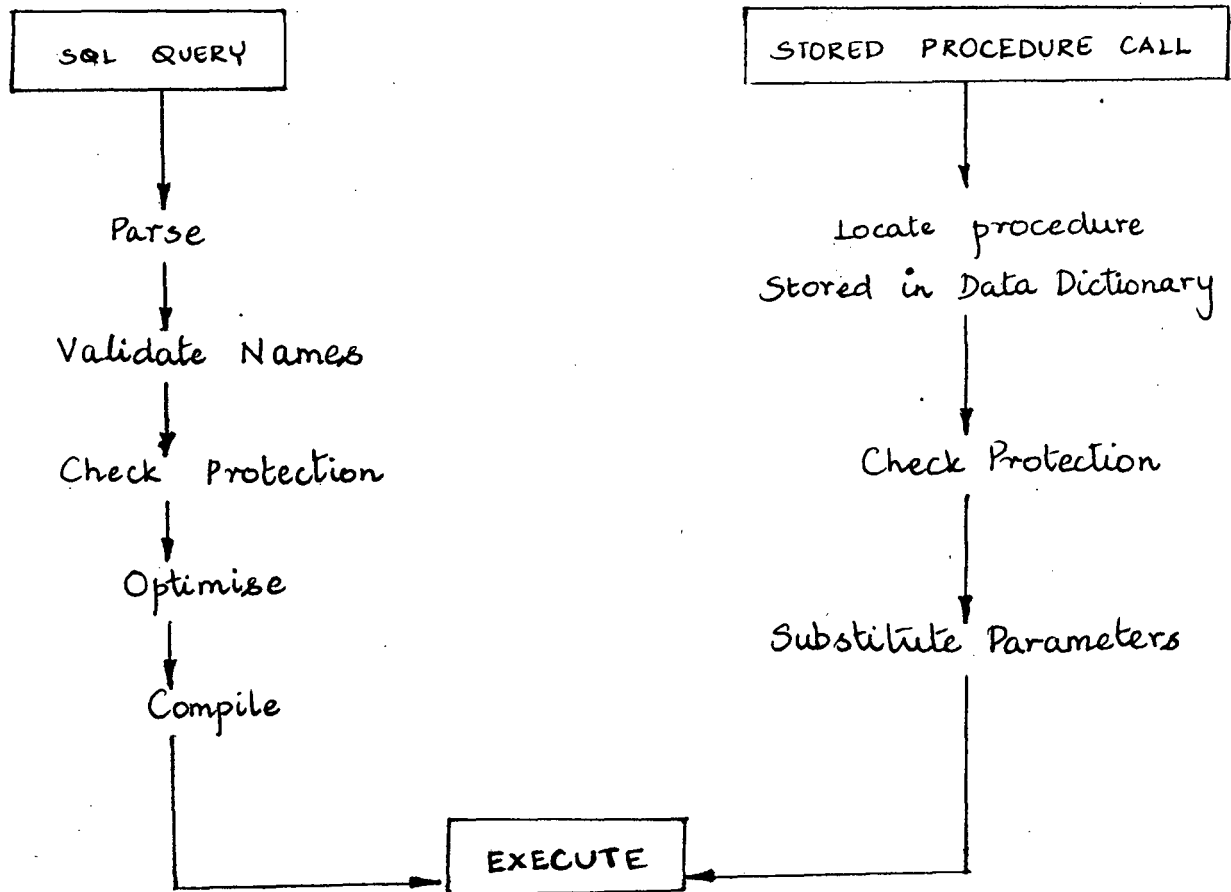 SQL QUERY
Parse
Validate Names
Check Protection
Optimise
Compile
STORED PROCEDURE CALL
Locate procedure
Stored in Data Dictionary
Check Protection
Substitute Parameters
EXECUTE